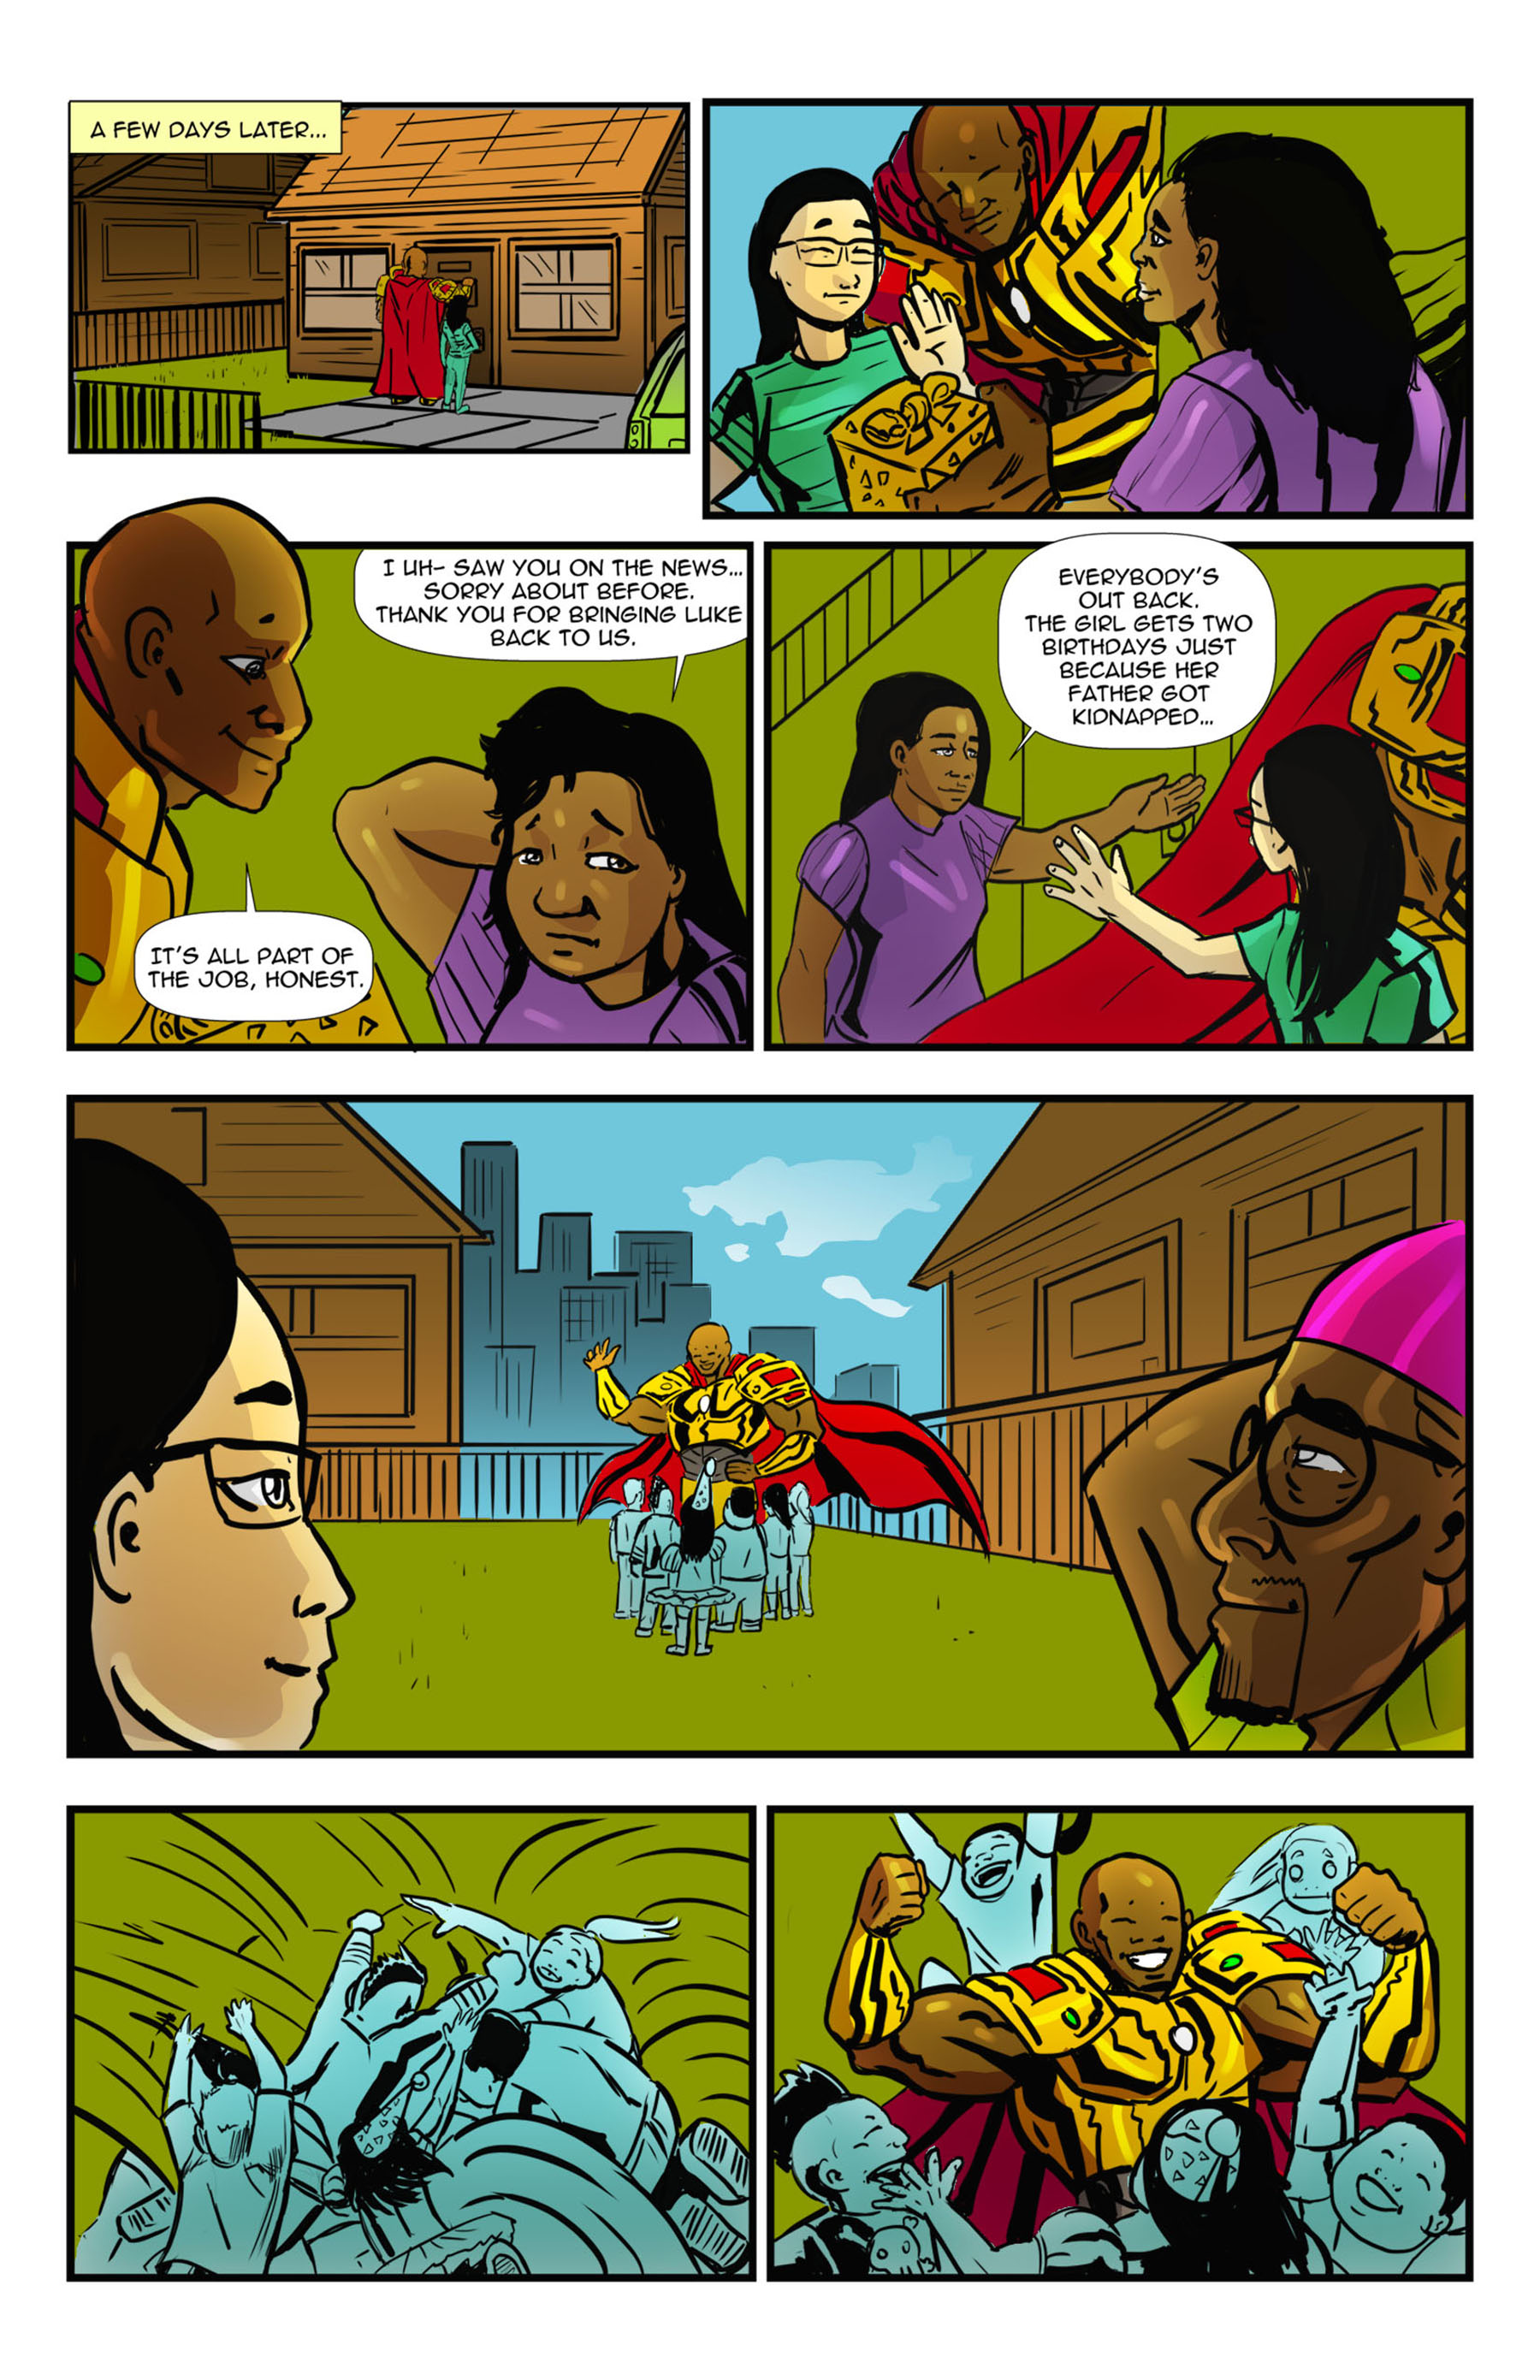 A FEW DAYS LATER...
I UH- SAW YOU ON THE NEWS...
SORRY ABOUT BEFORE.
THANK YOU FOR BRINGING LUKE
BACK TO US.
IT'S ALL PART OF
THE JOB, HONEST.
EVERYBODY'S
OUT BACK.
THE GIRL GETS TWO
BIRTHDAYS JUST
BECAUSE HER
FATHER GOT
KIDNAPPED...